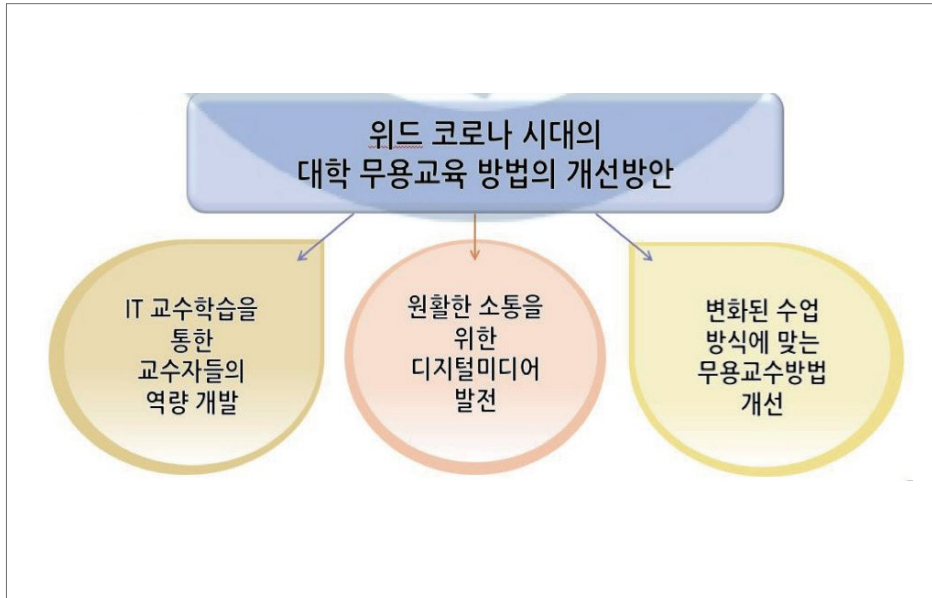 위드 코로나 시대의
대학 무용교육 방법의 개선방안
IT 교수학습을
통한
교수자들의
역량 개발
원활한 소통을
위한
디지털미디어
발전
변화된 수업
방식에 맞는
무용교수방법
개선